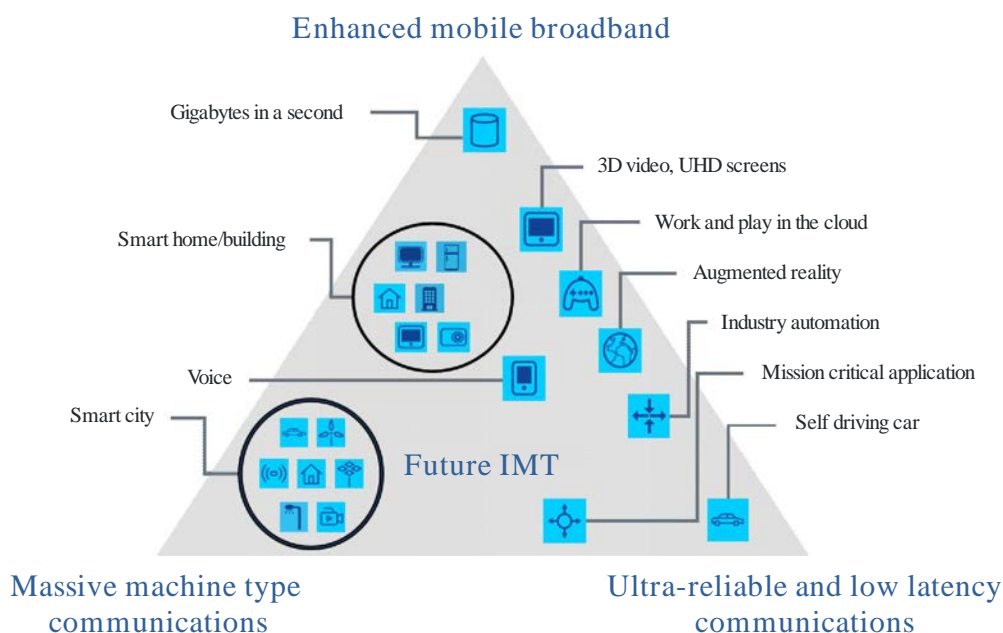 Enhanced mobile broadband
Gigabytes in a second
3D video, UHD screens
Work and play in the cloud
Smart home/building
Augmented reality
Industry automation
Voice
Mission critical application
Smart city
Self driving car
Future IMT
Massive machine type
communications
Ultra-reliable and low latency
communications